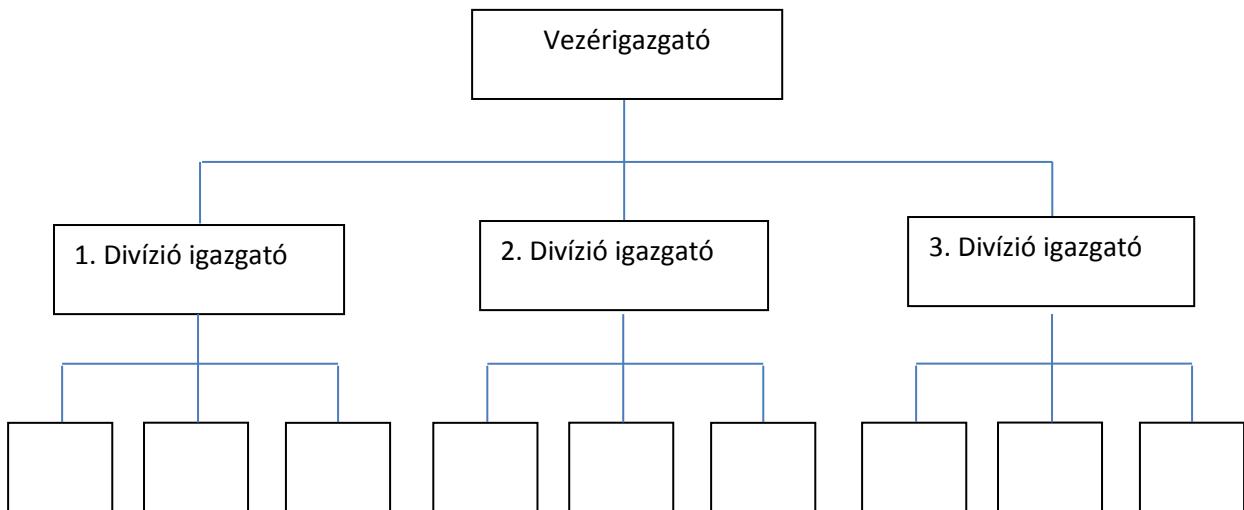 Vezérigazgató
1. Divízió igazgató
2. Divízió igazgató
3. Divízió igazgató